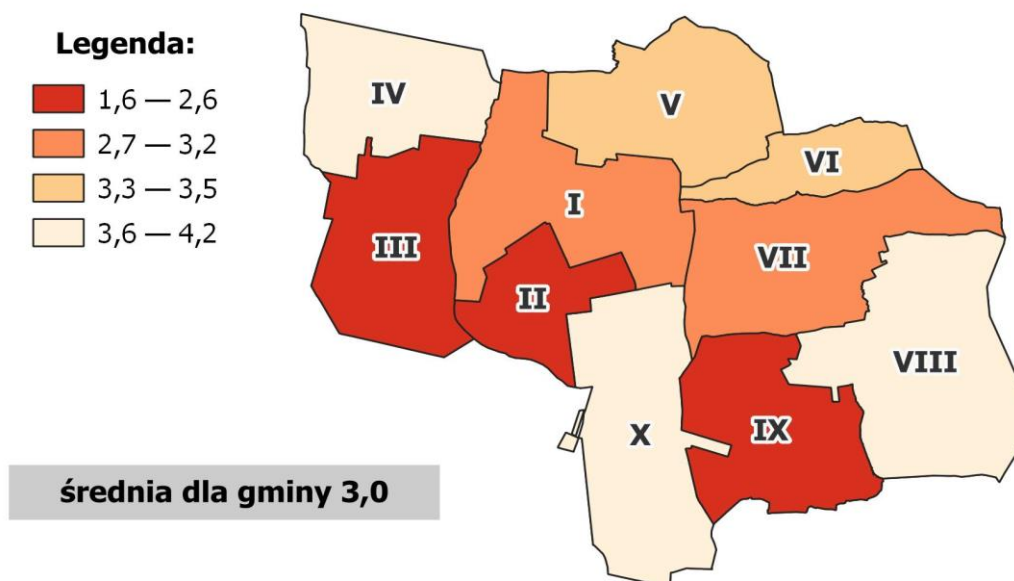 Legenda:
1,6 — 2,6
2,7 — 3,2
3,3 — 3,5
3,6 — 4,2
IV
V
VI
I
III
VII
II
VIII
X
IX
średnia dla gminy 3,0